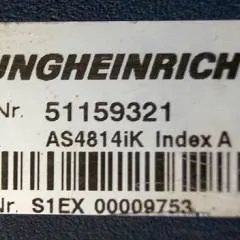 UNGHEINRICH
Nr. 51159321
AS4814iK Index A
Nr. S1EX 00009753